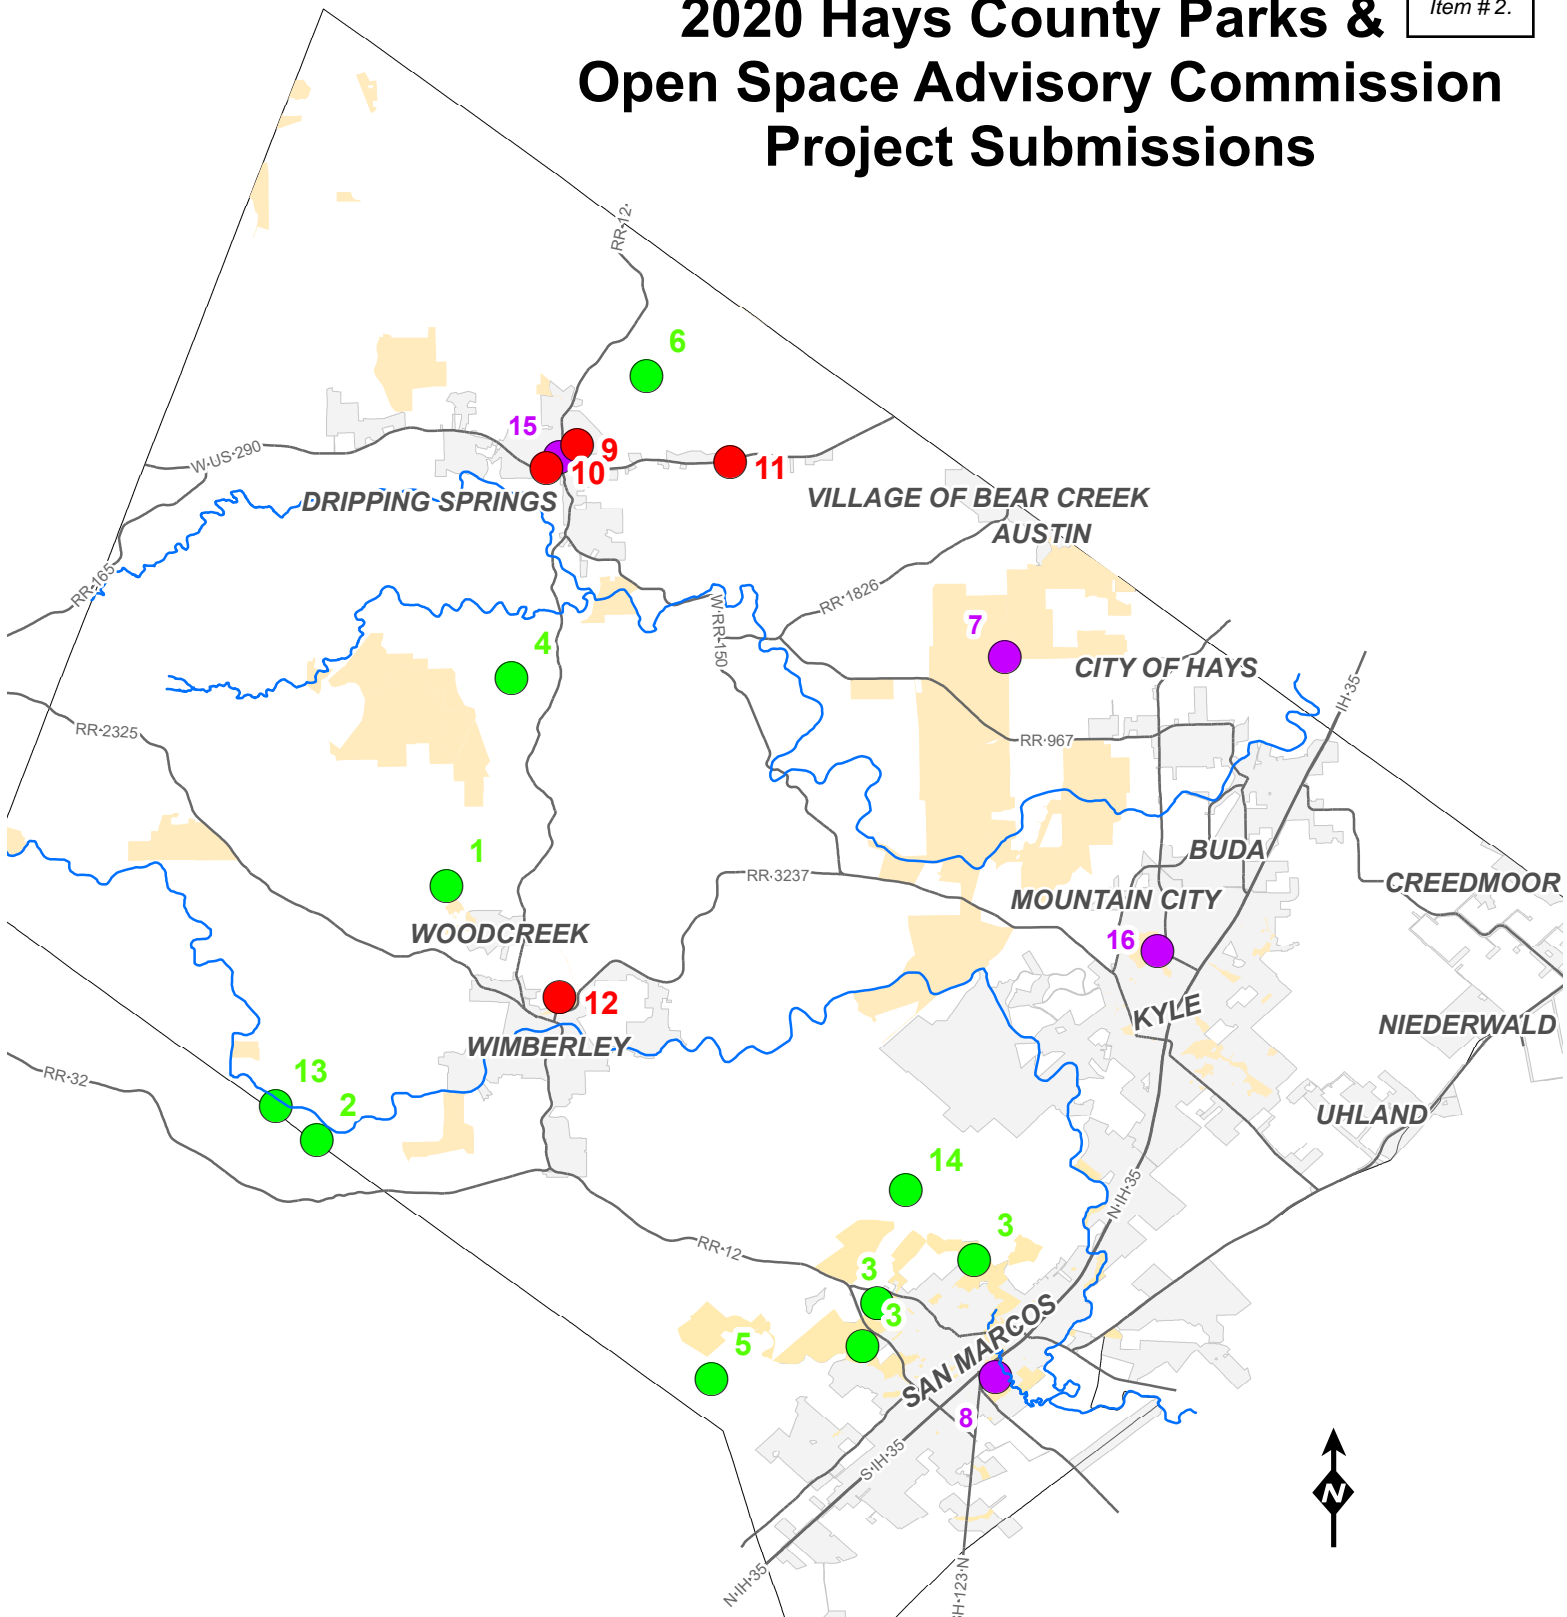 2020 Hays County Parks &
Item # 2.
Open Space Advisory Commission
Project Submissions
RR-12
6
15
9
10
11
W-US-290
DRIPPING SPRINGS
VILLAGE OF BEAR CREEK
AUSTIN
RR-165
RR-1826
W-RR-150
7
4
CITY OF HAYS
IH-35
RR-2325
RR-967
1
BUDA
RR-3237
CREEDMOOR
MOUNTAIN CITY
WOODCREEK
16
12
KYLE
NIEDERWALD
WIMBERLEY
RR-32
13
2
UHLAND
14
N-IH-35
3
RR-12
3
3
SAN MARCOS
5
8
S-IH-35
N
N-IH-35
SH-123-N